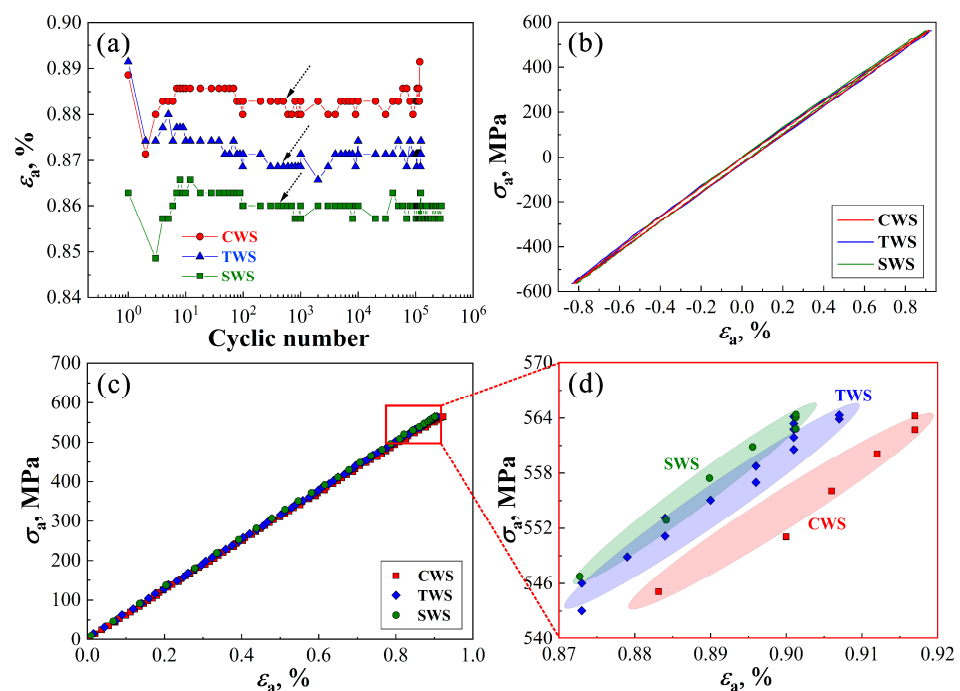 (a)
0.90
0.89
0.88
0.87
0.86
0.85
0.84
εa, %
CWS
TWS
SWS
10⁰ 10¹ 10² 10³ 10⁴ 10⁵ 10⁶
Cyclic number
(b)
600
400
200
0
-200
-400
-600
σa, MPa
CWS
TWS
SWS
-0.8 -0.6 -0.4 -0.2 0.0 0.2 0.4 0.6 0.8
εa, %
(c)
700
600
500
400
300
200
100
0
σa, MPa
CWS
TWS
SWS
0.0 0.2 0.4 0.6 0.8 1.0
εa, %
(d)
570
564
558
552
546
540
σa, MPa
TWS
SWS
CWS
0.87 0.88 0.89 0.90 0.91 0.92
εa, %